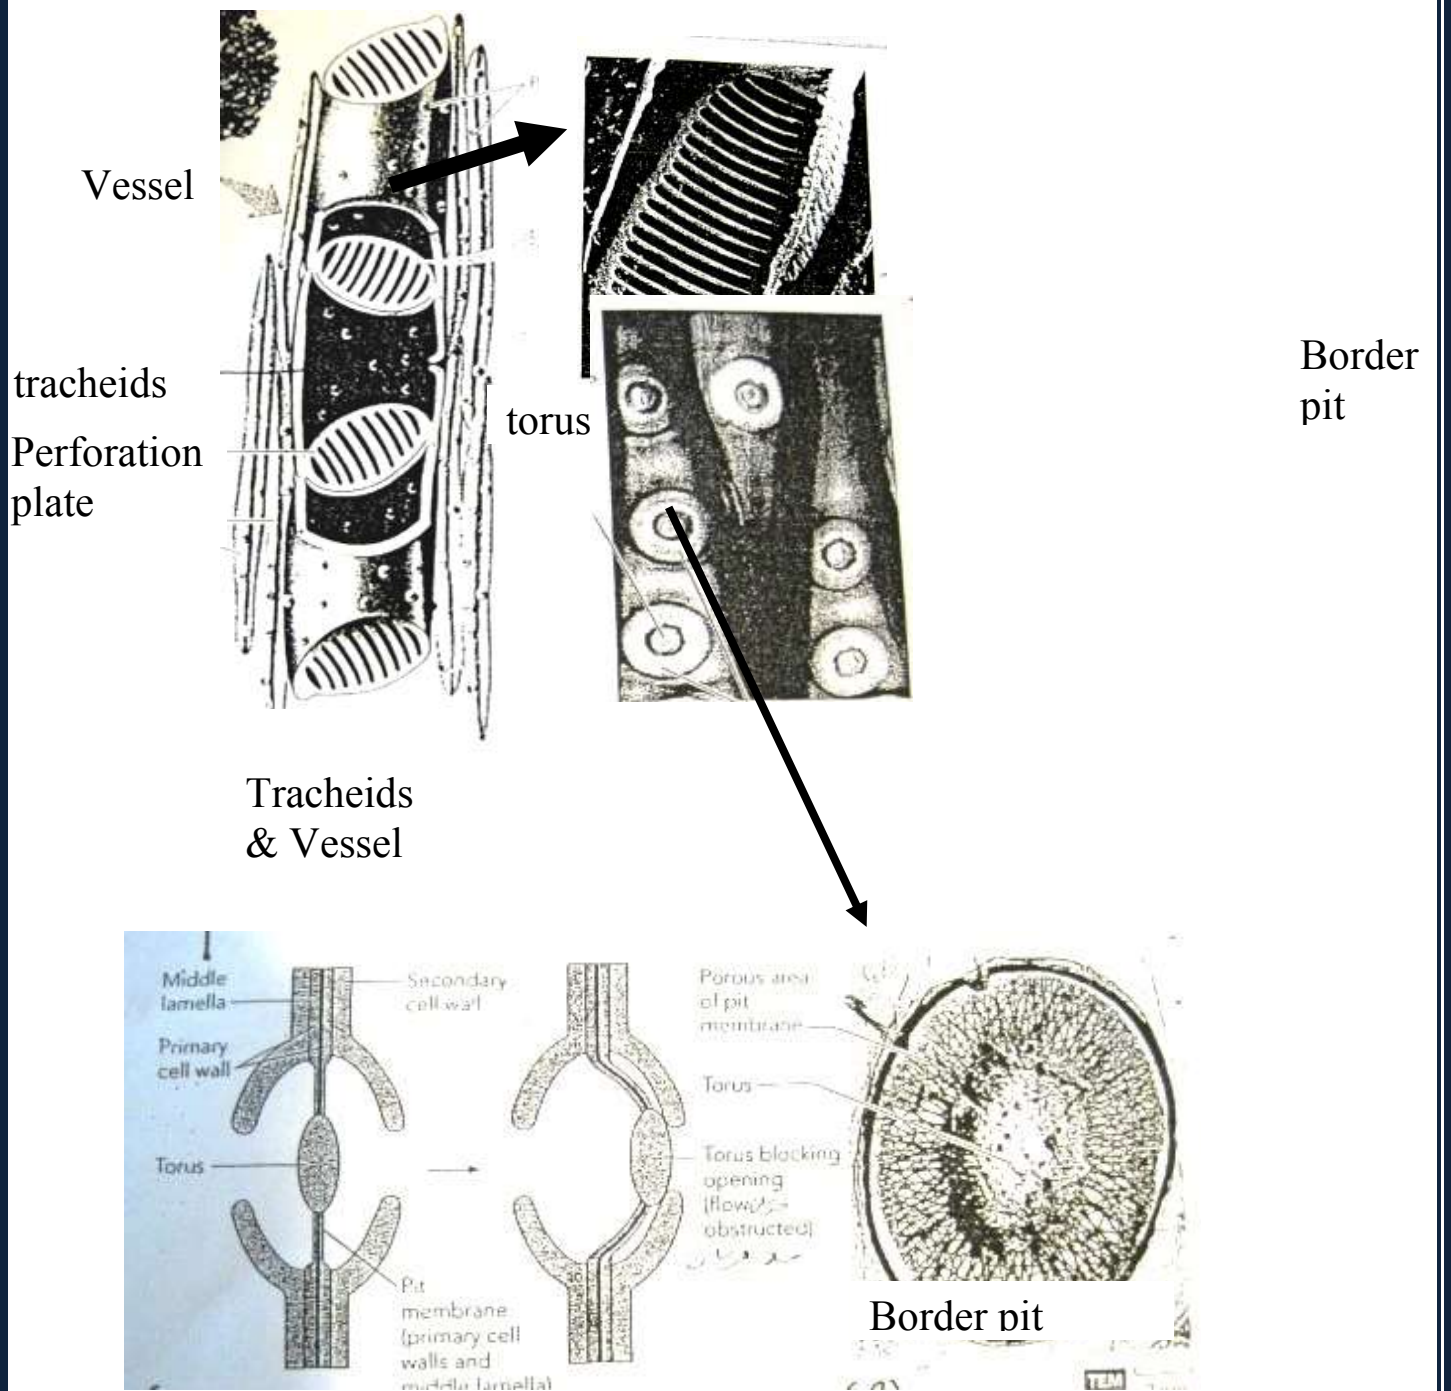 Vessel
tracheids
Perforation
plate
torus
Border
pit
Tracheids
& Vessel
Middle
lamella
Primary
cell wall
Torus
Secondary
cell wall
Pit
membrane
(primary cell
walls and
middle lamella)
Porous area
of pit
membrane
Torus
Torus blocking
opening
(flow
obstructed)
Border pit
TEM